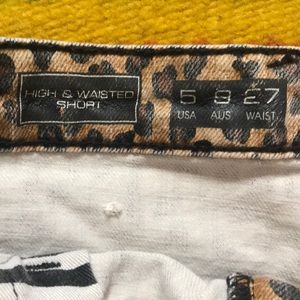 HIGH & WAISTED
SHORT
5 9 27
USA AUS WAIST